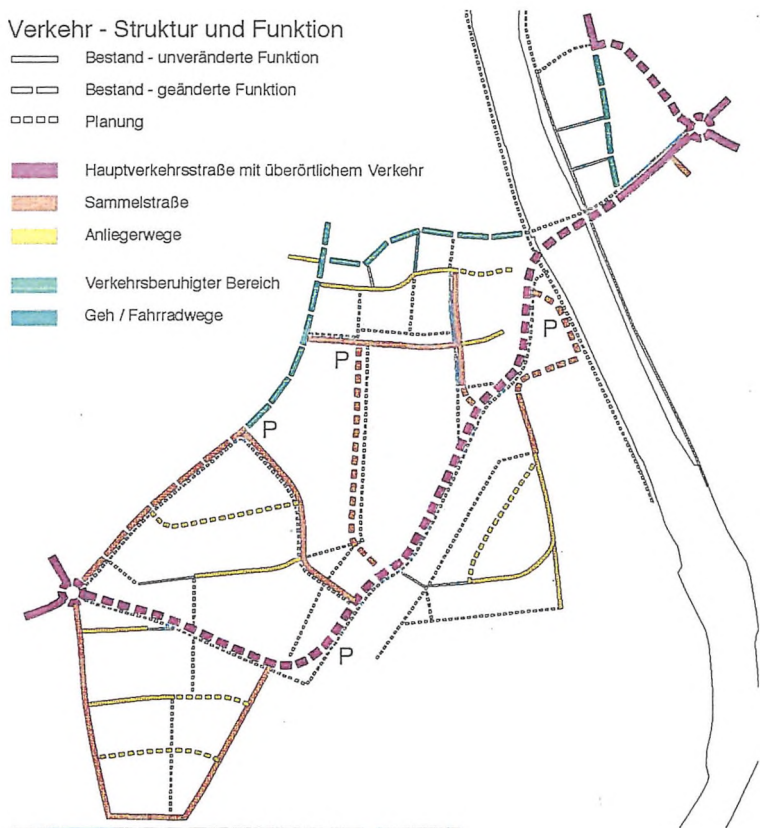 Verkehr - Struktur und Funktion
Bestand - unveränderte Funktion
Bestand - geänderte Funktion
Planung
Hauptverkehrsstraße mit überörtlichem Verkehr
Sammelstraße
Anliegerwege
Verkehrsberuhigter Bereich
Geh / Fahrradwege
P
P
P
P